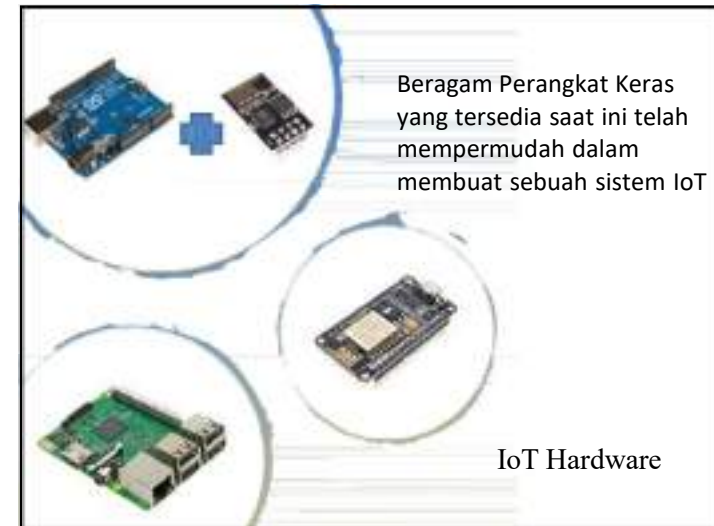 Beragam Perangkat Keras
yang tersedia saat ini telah
mempermudah dalam
membuat sebuah sistem IoT
IoT Hardware